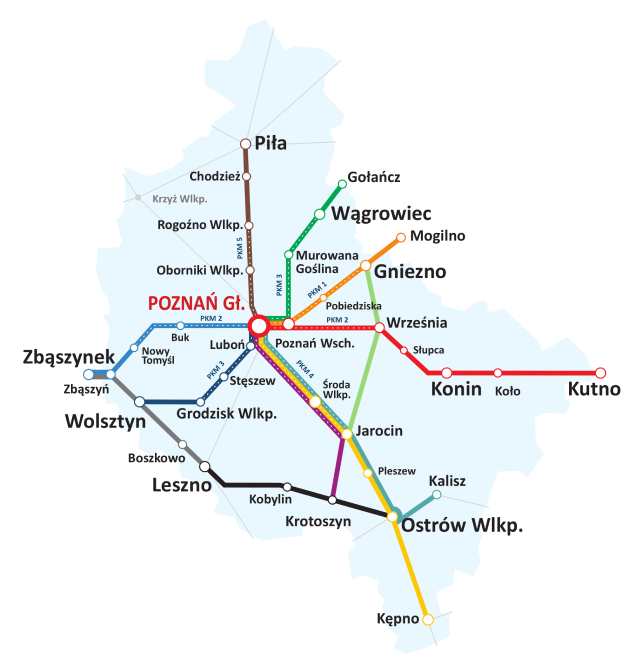 Piła
Chodzież
Gołańcz
Krzyż Wlkp.
Wągrowiec
Rogoźno Wlkp.
PKM 5
Mogilno
Murowana
Goślina
Oborniki Wlkp.
Gniezno
PKM 3
PKM 1
POZNAŃ Gł.
Pobiedziska
PKM 2
PKM 2
Września
Buk
Luboń
Poznań Wsch.
Zbąszynek
Nowy
Tomyśl
Słupca
PKM 3
PKM 4
Stęszew
Zbąszyń
Środa
Wlkp.
Konin
Koło
Kutno
Wolsztyn
Grodzisk Wlkp.
Jarocin
Boszkowo
Pleszew
Leszno
Kalisz
Kobylin
Krotoszyn
Ostrów Wlkp.
Kępno